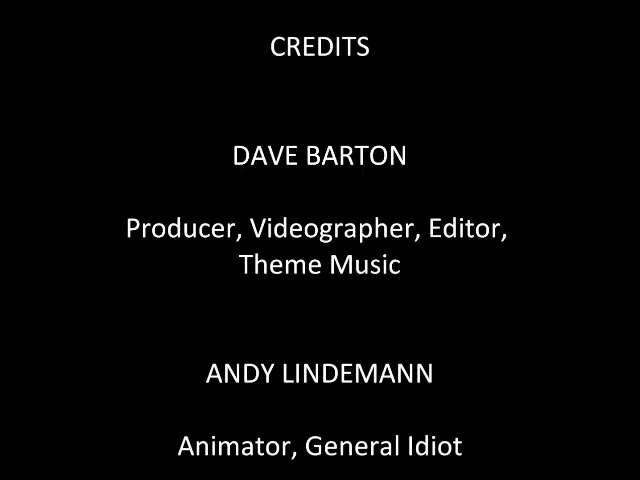 CREDITS
DAVE BARTON
Producer, Videographer, Editor,
Theme Music
ANDY LINDEMANN
Animator, General Idiot